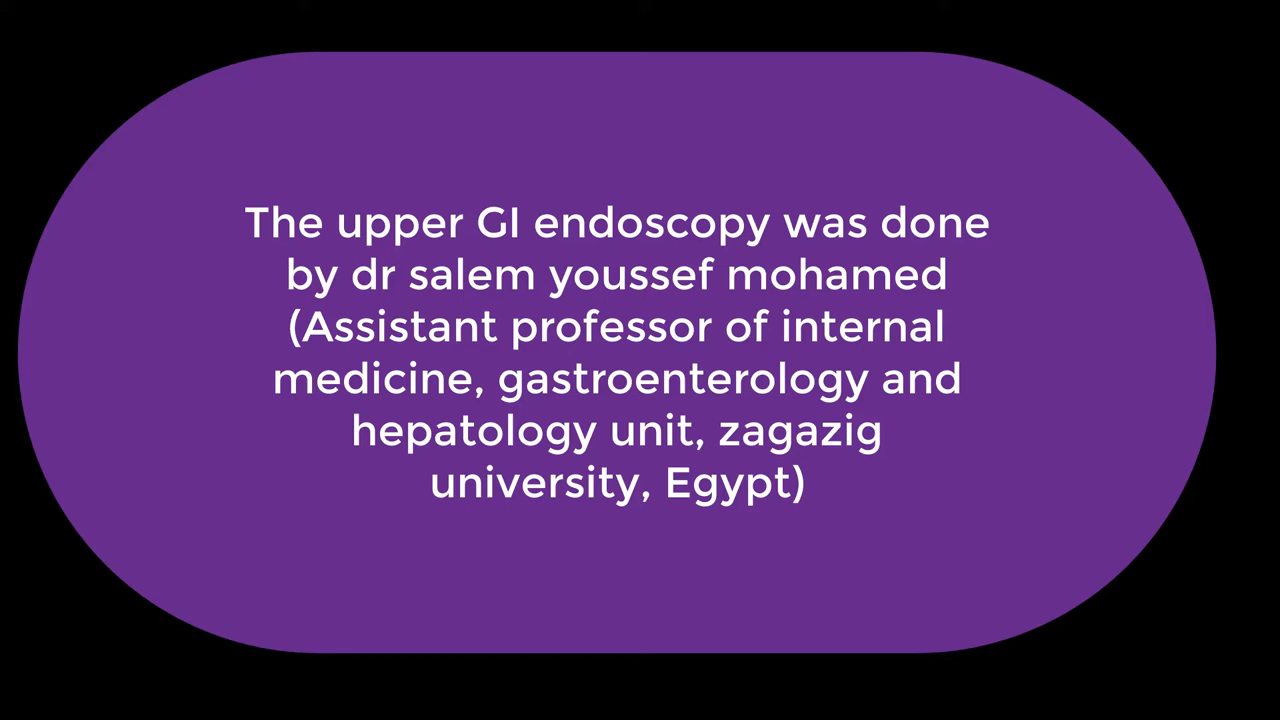 The upper GI endoscopy was done
by dr salem youssef mohamed
(Assistant professor of internal
medicine, gastroenterology and
hepatology unit, zagazig
university, Egypt)